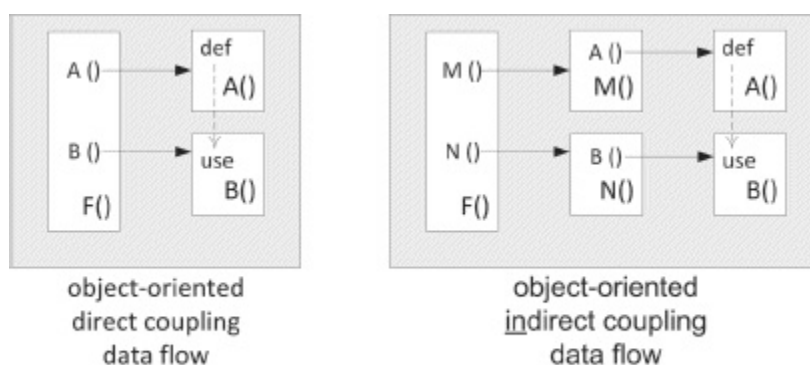 A () def
A()
B () use
B()
F()
object-oriented
direct coupling
data flow
M () A () def
M() A()
N () B () use
N() B()
F()
object-oriented
indirect coupling
data flow